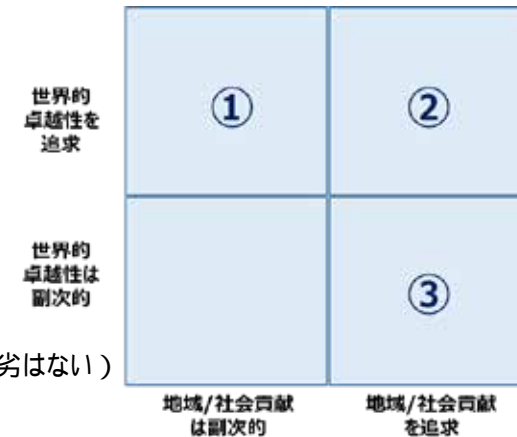 世界的
卓越性を
追求
①
②
世界的
卓越性は
副次的
③
劣はない）
地域/社会貢献
は副次的
地域/社会貢献
を追求